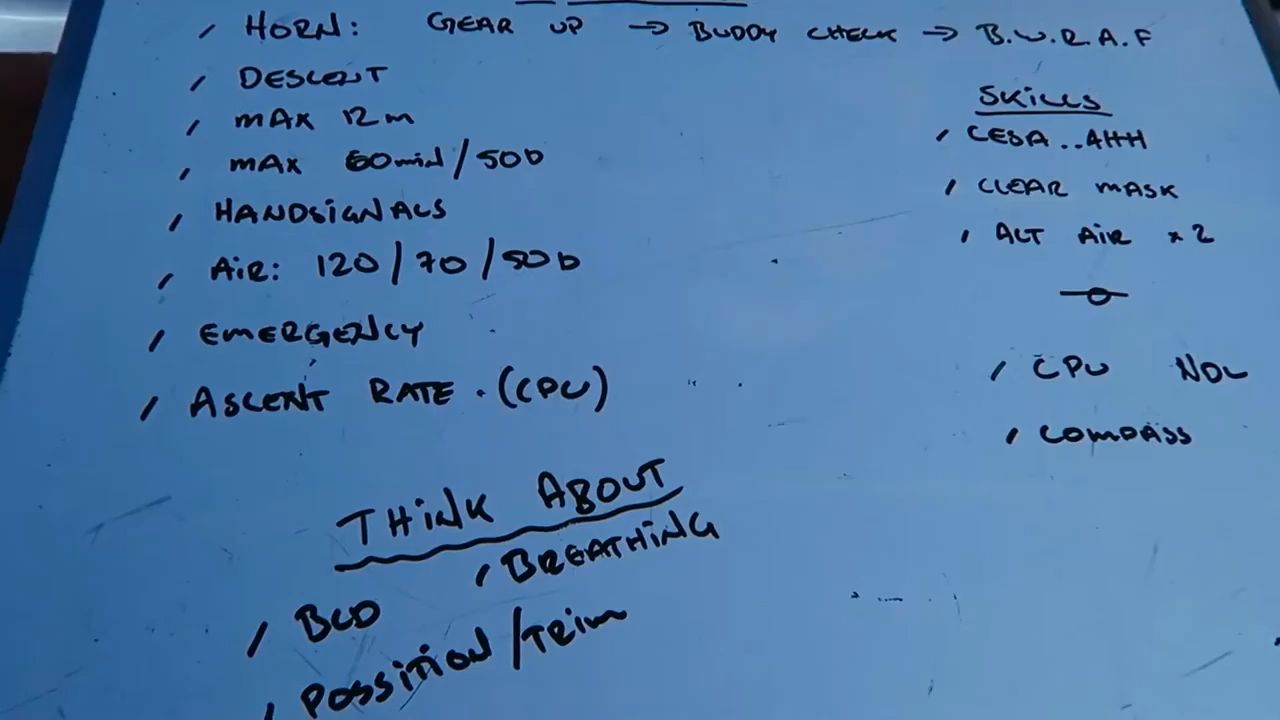 / HORN: GEAR UP → BUDDY CHECK → B.W.R.A.F
/ DESCENT
/ MAX 12m
/ MAX 60min/50b
/ HANDSIGNALS
/ AIR: 120/70/50b
/ EMERGENCY
/ ASCENT RATE . (CPU)
SKILLS
/ CESA..AHH
/ CLEAR MASK
/ ALT AIR x2
/ CPU NDL
/ COMPASS
THINK ABOUT
/ BREATHING
/ BCD
/ POSSITION/TRIM